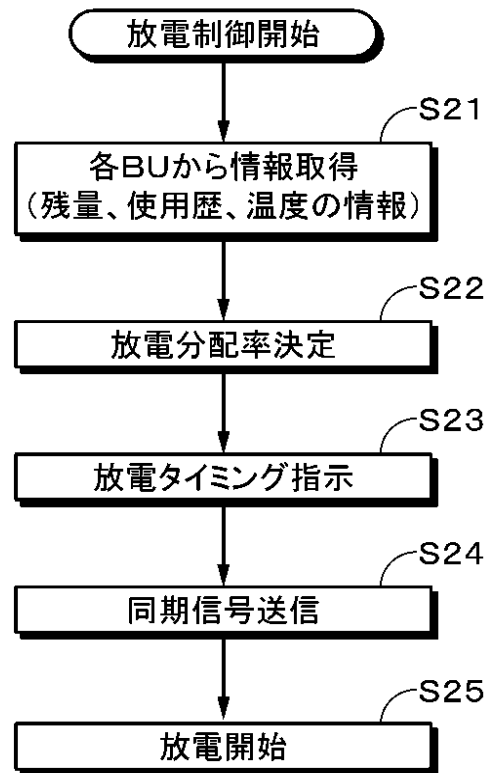 放電制御開始
S21
各BUから情報取得
(残量、使用歴、温度の情報)
S22
放電分配率決定
S23
放電タイミング指示
S24
同期信号送信
S25
放電開始